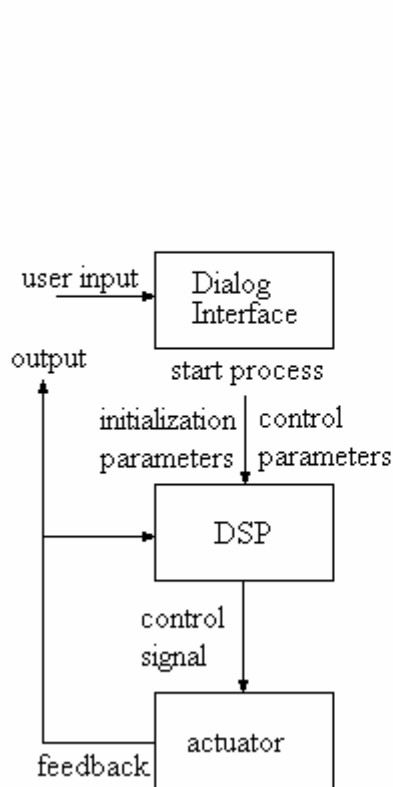 user input
Dialog
Interface
output
start process
initialization
parameters
control
parameters
DSP
control
signal
actuator
feedback